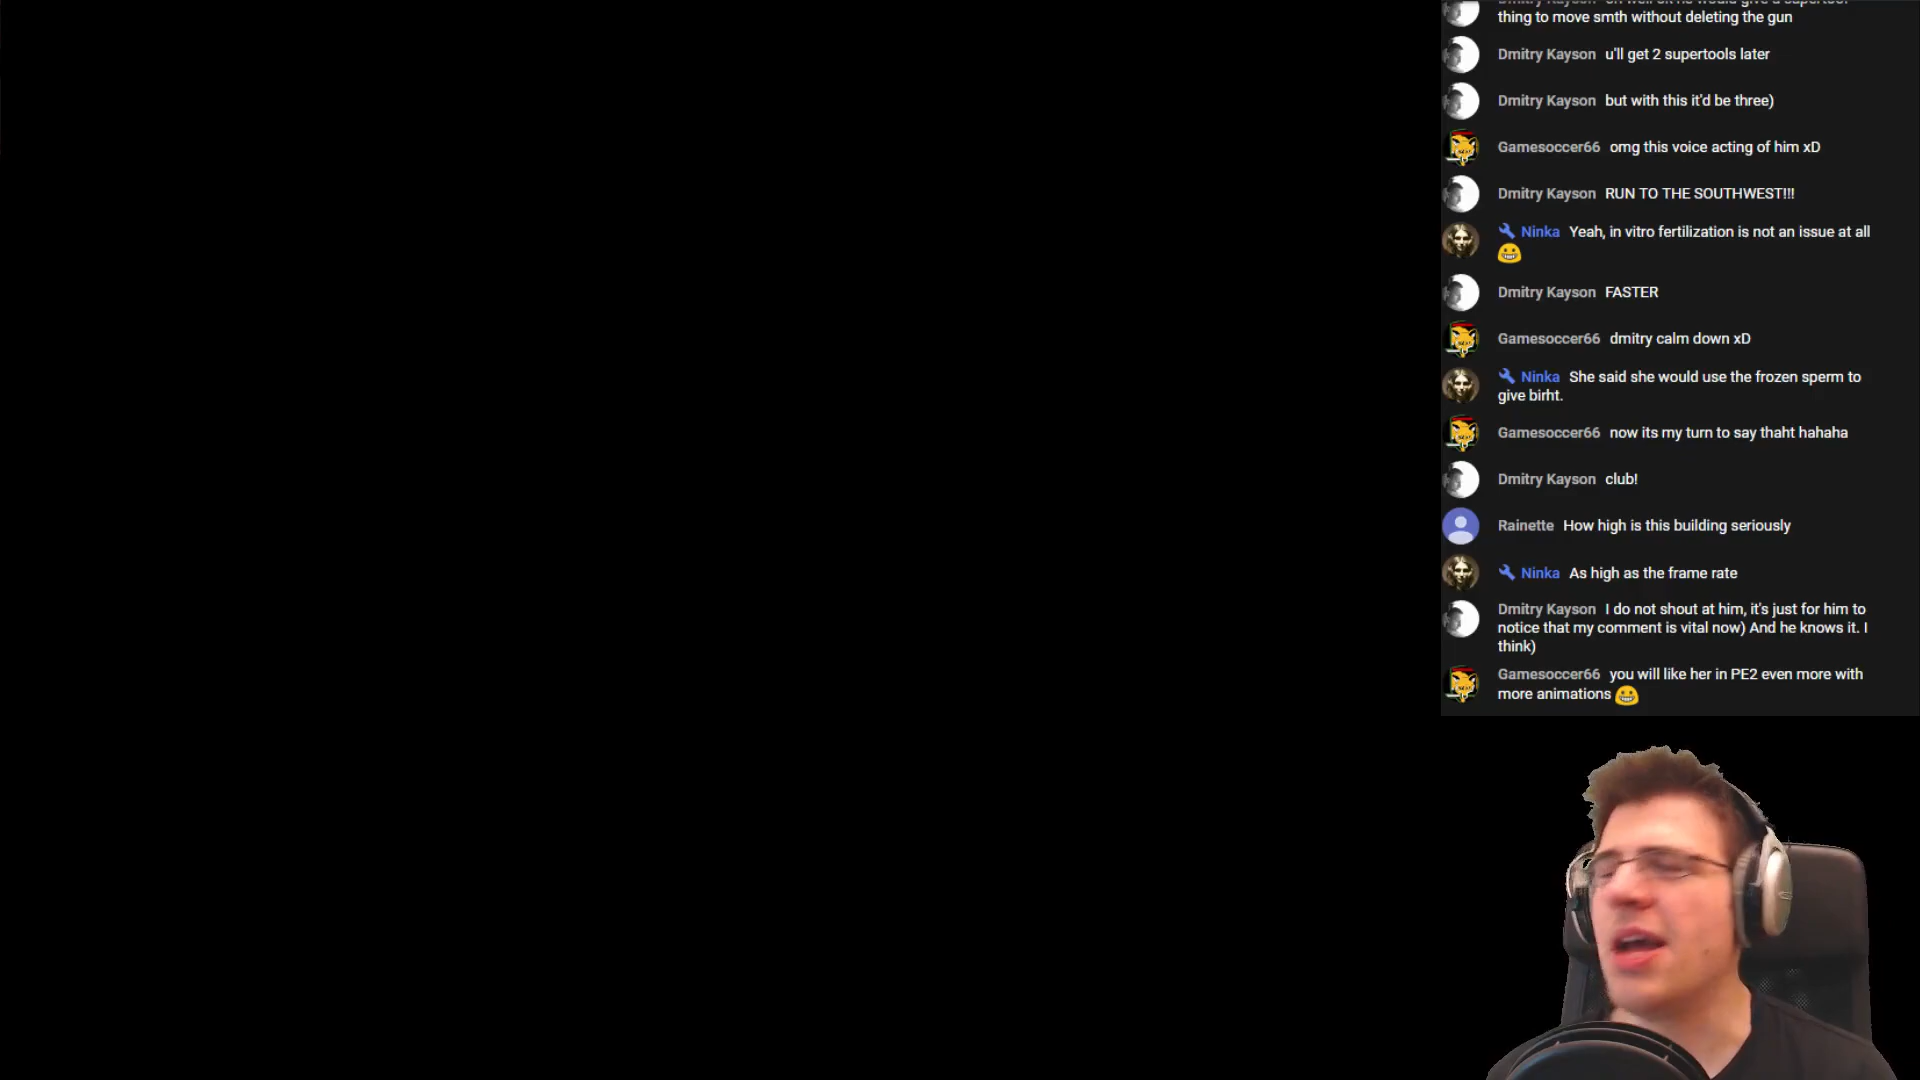 thing to move smth without deleting the gun
Dmitry Kayson u'll get 2 supertools later
Dmitry Kayson but with this it'd be three)
Gamesoccer66 omg this voice acting of him xD
Dmitry Kayson RUN TO THE SOUTHWEST!!!
Ninka Yeah, in vitro fertilization is not an issue at all
Dmitry Kayson FASTER
Gamesoccer66 dmitry calm down xD
Ninka She said she would use the frozen sperm to
give birht.
Gamesoccer66 now its my turn to say thaht hahaha
Dmitry Kayson club!
Rainette How high is this building seriously
Ninka As high as the frame rate
Dmitry Kayson I do not shout at him, it's just for him to
notice that my comment is vital now) And he knows it. I
think)
Gamesoccer66 you will like her in PE2 even more with
more animations